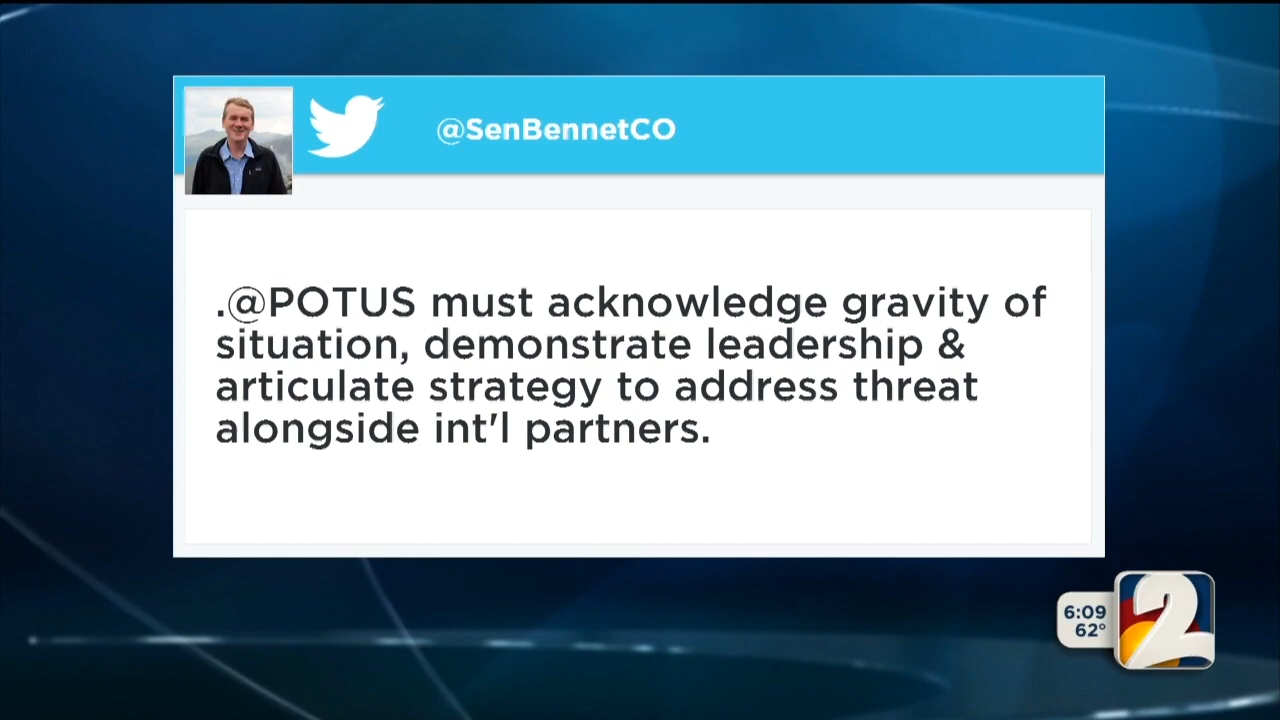 @SenBennetCO
.@POTUS must acknowledge gravity of
situation, demonstrate leadership &
articulate strategy to address threat
alongside int'l partners.
6:09
62°
2